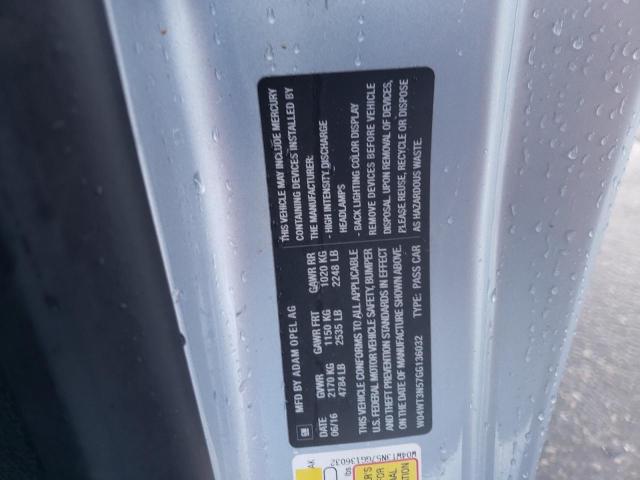 GM
MFD BY ADAM OPEL AG
DATE GVWR GAWR FRT GAWR RR
06/16 2170 KG 1150 KG 1020 KG
4784 LB 2535 LB 2248 LB
THIS VEHICLE CONFORMS TO ALL APPLICABLE
U.S. FEDERAL MOTOR VEHICLE SAFETY, BUMPER
AND THEFT PREVENTION STANDARDS IN EFFECT
ON THE DATE OF MANUFACTURE SHOWN ABOVE.
W04WT3N57GG136032 TYPE: PASS CAR
THIS VEHICLE MAY INCLUDE MERCURY
CONTAINING DEVICES INSTALLED BY
THE MANUFACTURER:
- HIGH INTENSITY DISCHARGE
HEADLAMPS
- BACK LIGHTING COLOR DISPLAY
REMOVE DEVICES BEFORE VEHICLE
DISPOSAL. UPON REMOVAL OF DEVICES,
PLEASE REUSE, RECYCLE OR DISPOSE
AS HAZARDOUS WASTE.
W04WT3N57GG136032